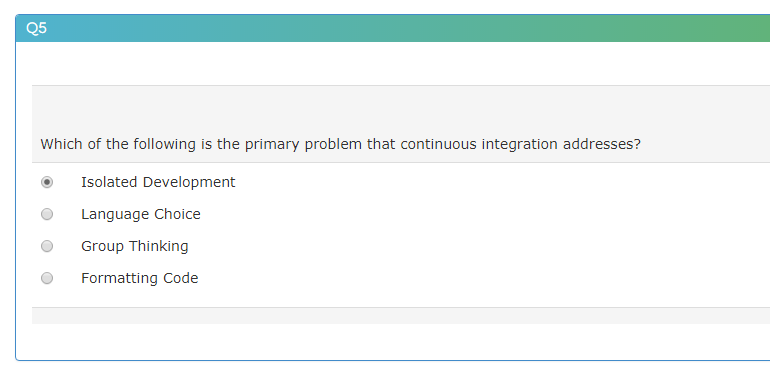 Q5
Which of the following is the primary problem that continuous integration addresses?
Isolated Development
Language Choice
Group Thinking
Formatting Code